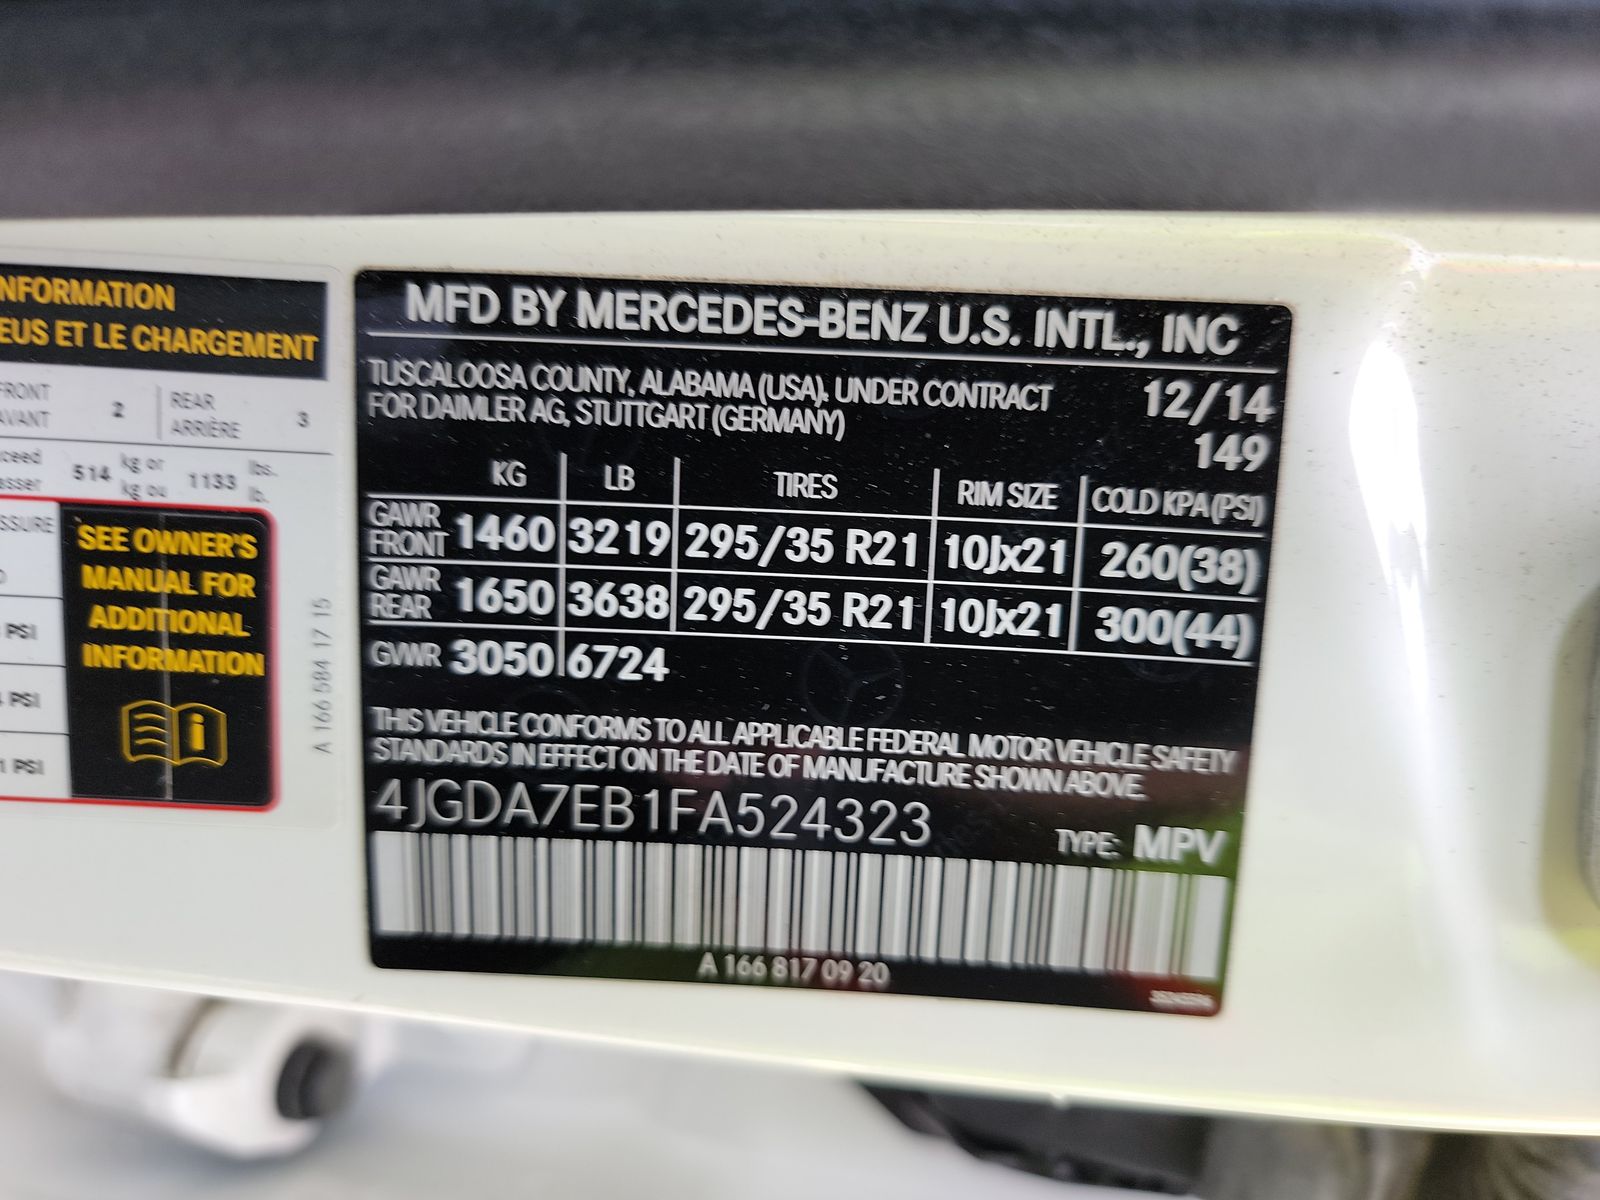 NFORMATION
EUS ET LE CHARGEMENT
FRONT
AVANT
2
REAR
ARRIÈRE
3
514 kg or
kg ou
1133 lbs.
lb.
SEE OWNER'S
MANUAL FOR
ADDITIONAL
INFORMATION
i
PSI
PSI
PSI
A 166 584 17 15
MFD BY MERCEDES-BENZ U.S. INTL., INC
TUSCALOOSA COUNTY, ALABAMA (USA), UNDER CONTRACT 12/14
FOR DAIMLER AG, STUTTGART (GERMANY) 149
KG LB TIRES RIM SIZE COLD KPA (PSI)
GAWR FRONT 1460 3219 295/35 R21 10Jx21 260(38)
GAWR REAR 1650 3638 295/35 R21 10Jx21 300(44)
GVWR 3050 6724
THIS VEHICLE CONFORMS TO ALL APPLICABLE FEDERAL MOTOR VEHICLE SAFETY
STANDARDS IN EFFECT ON THE DATE OF MANUFACTURE SHOWN ABOVE.
4JGDA7EB1FA524323 TYPE: MPV
A 166 817 09 20